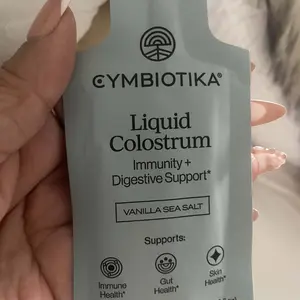 CYMBIOTIKA®
Liquid
Colostrum
Immunity +
Digestive Support*
VANILLA SEA SALT
Supports:
Immune
Health*
Gut
Health*
Skin
Health*